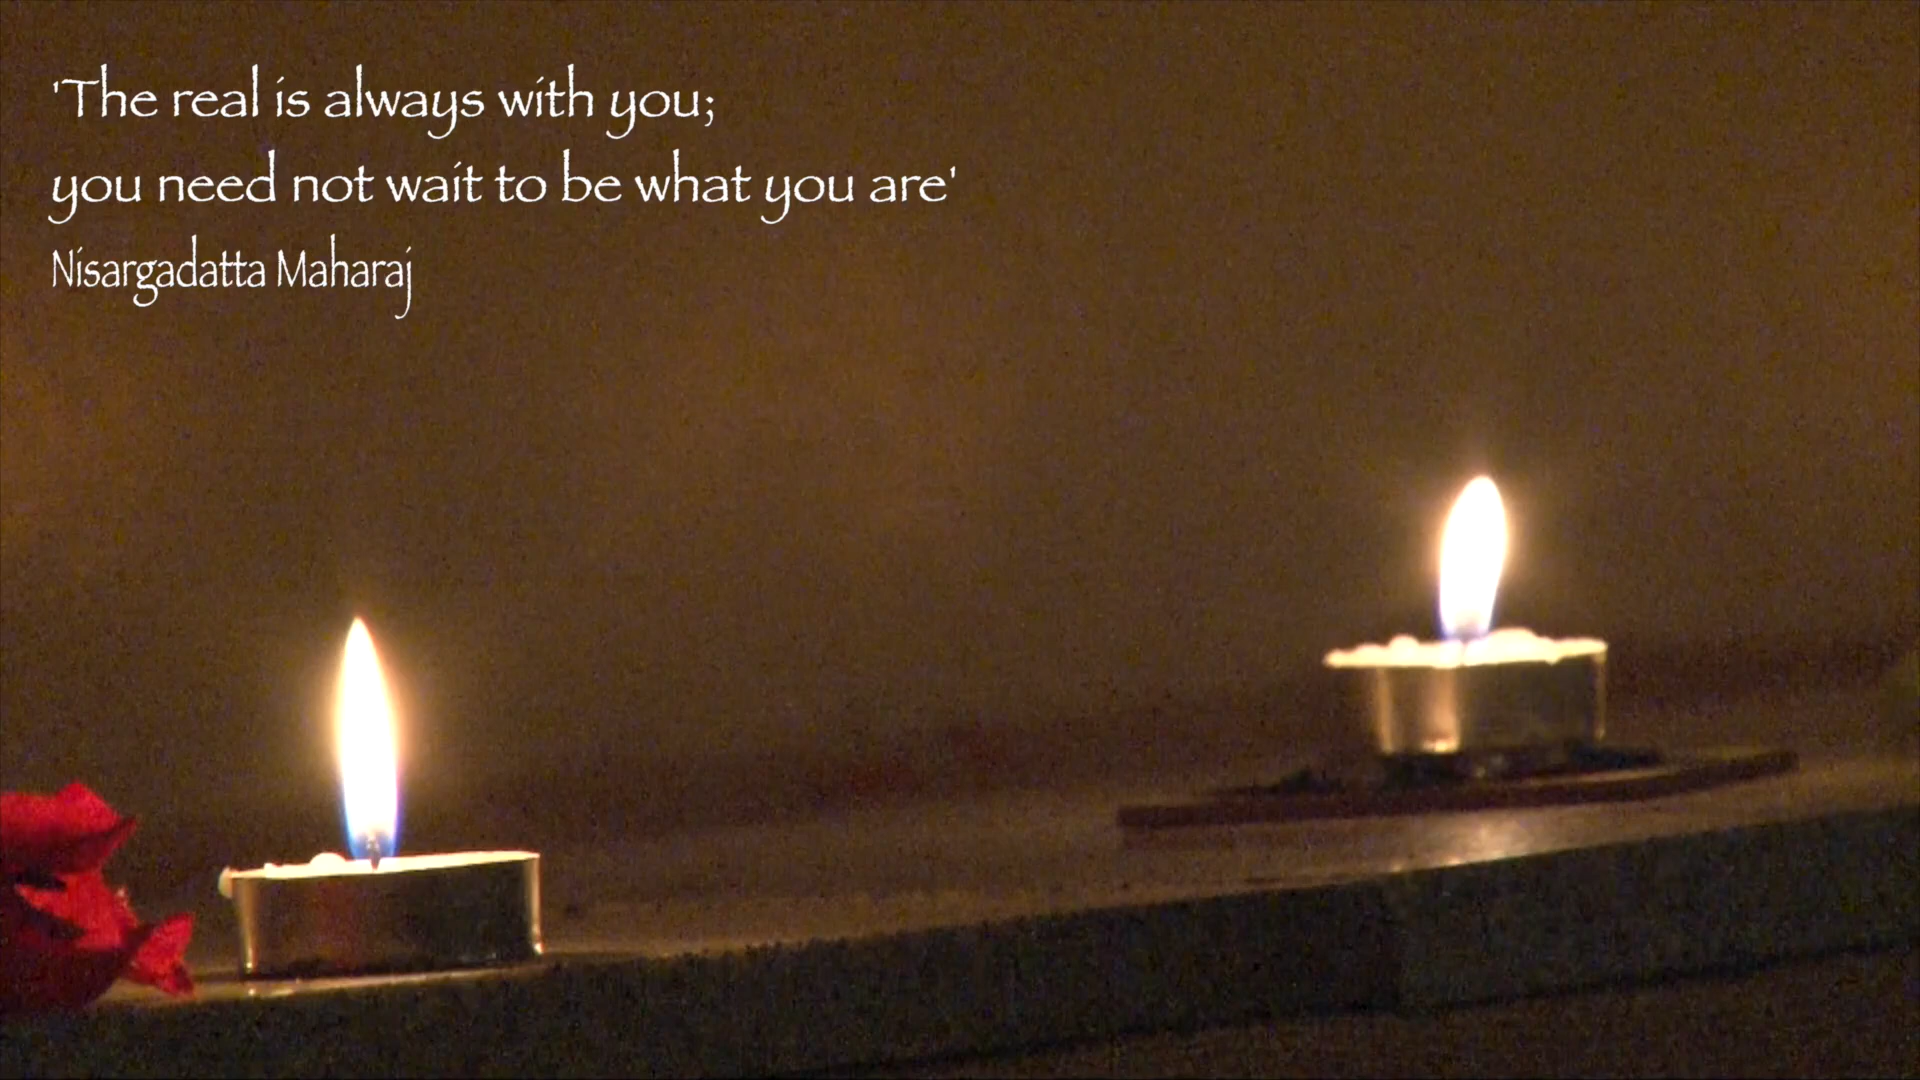 'The real is always with you;
you need not wait to be what you are'
Nisargadatta Maharaj